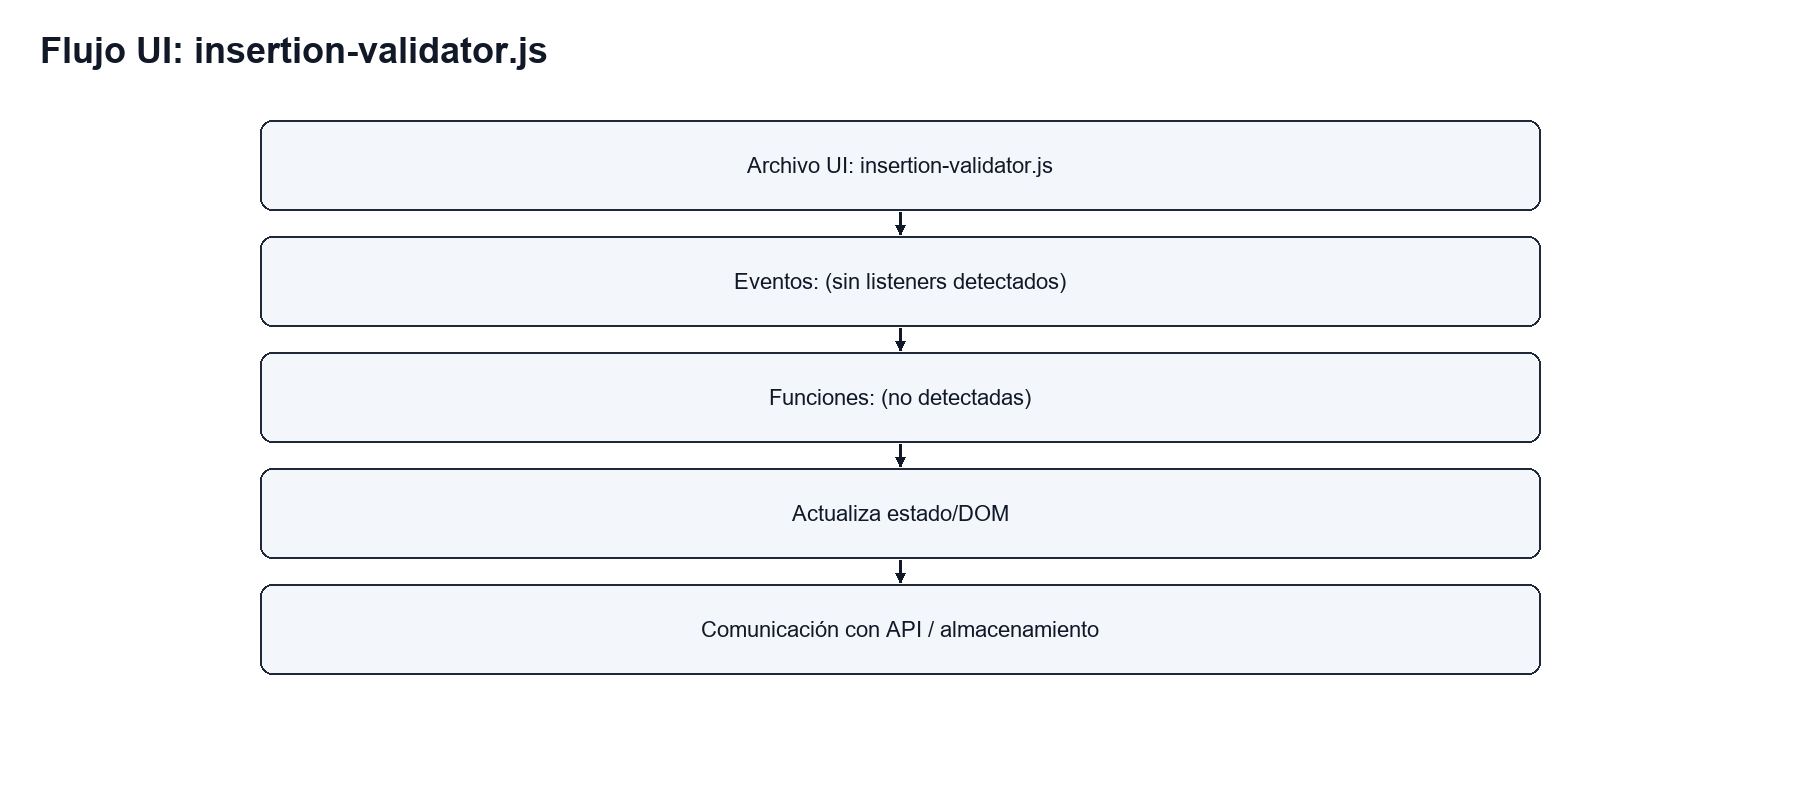 Flujo UI: insertion-validator.js
Archivo UI: insertion-validator.js
Eventos: (sin listeners detectados)
Funciones: (no detectadas)
Actualiza estado/DOM
Comunicación con API / almacenamiento